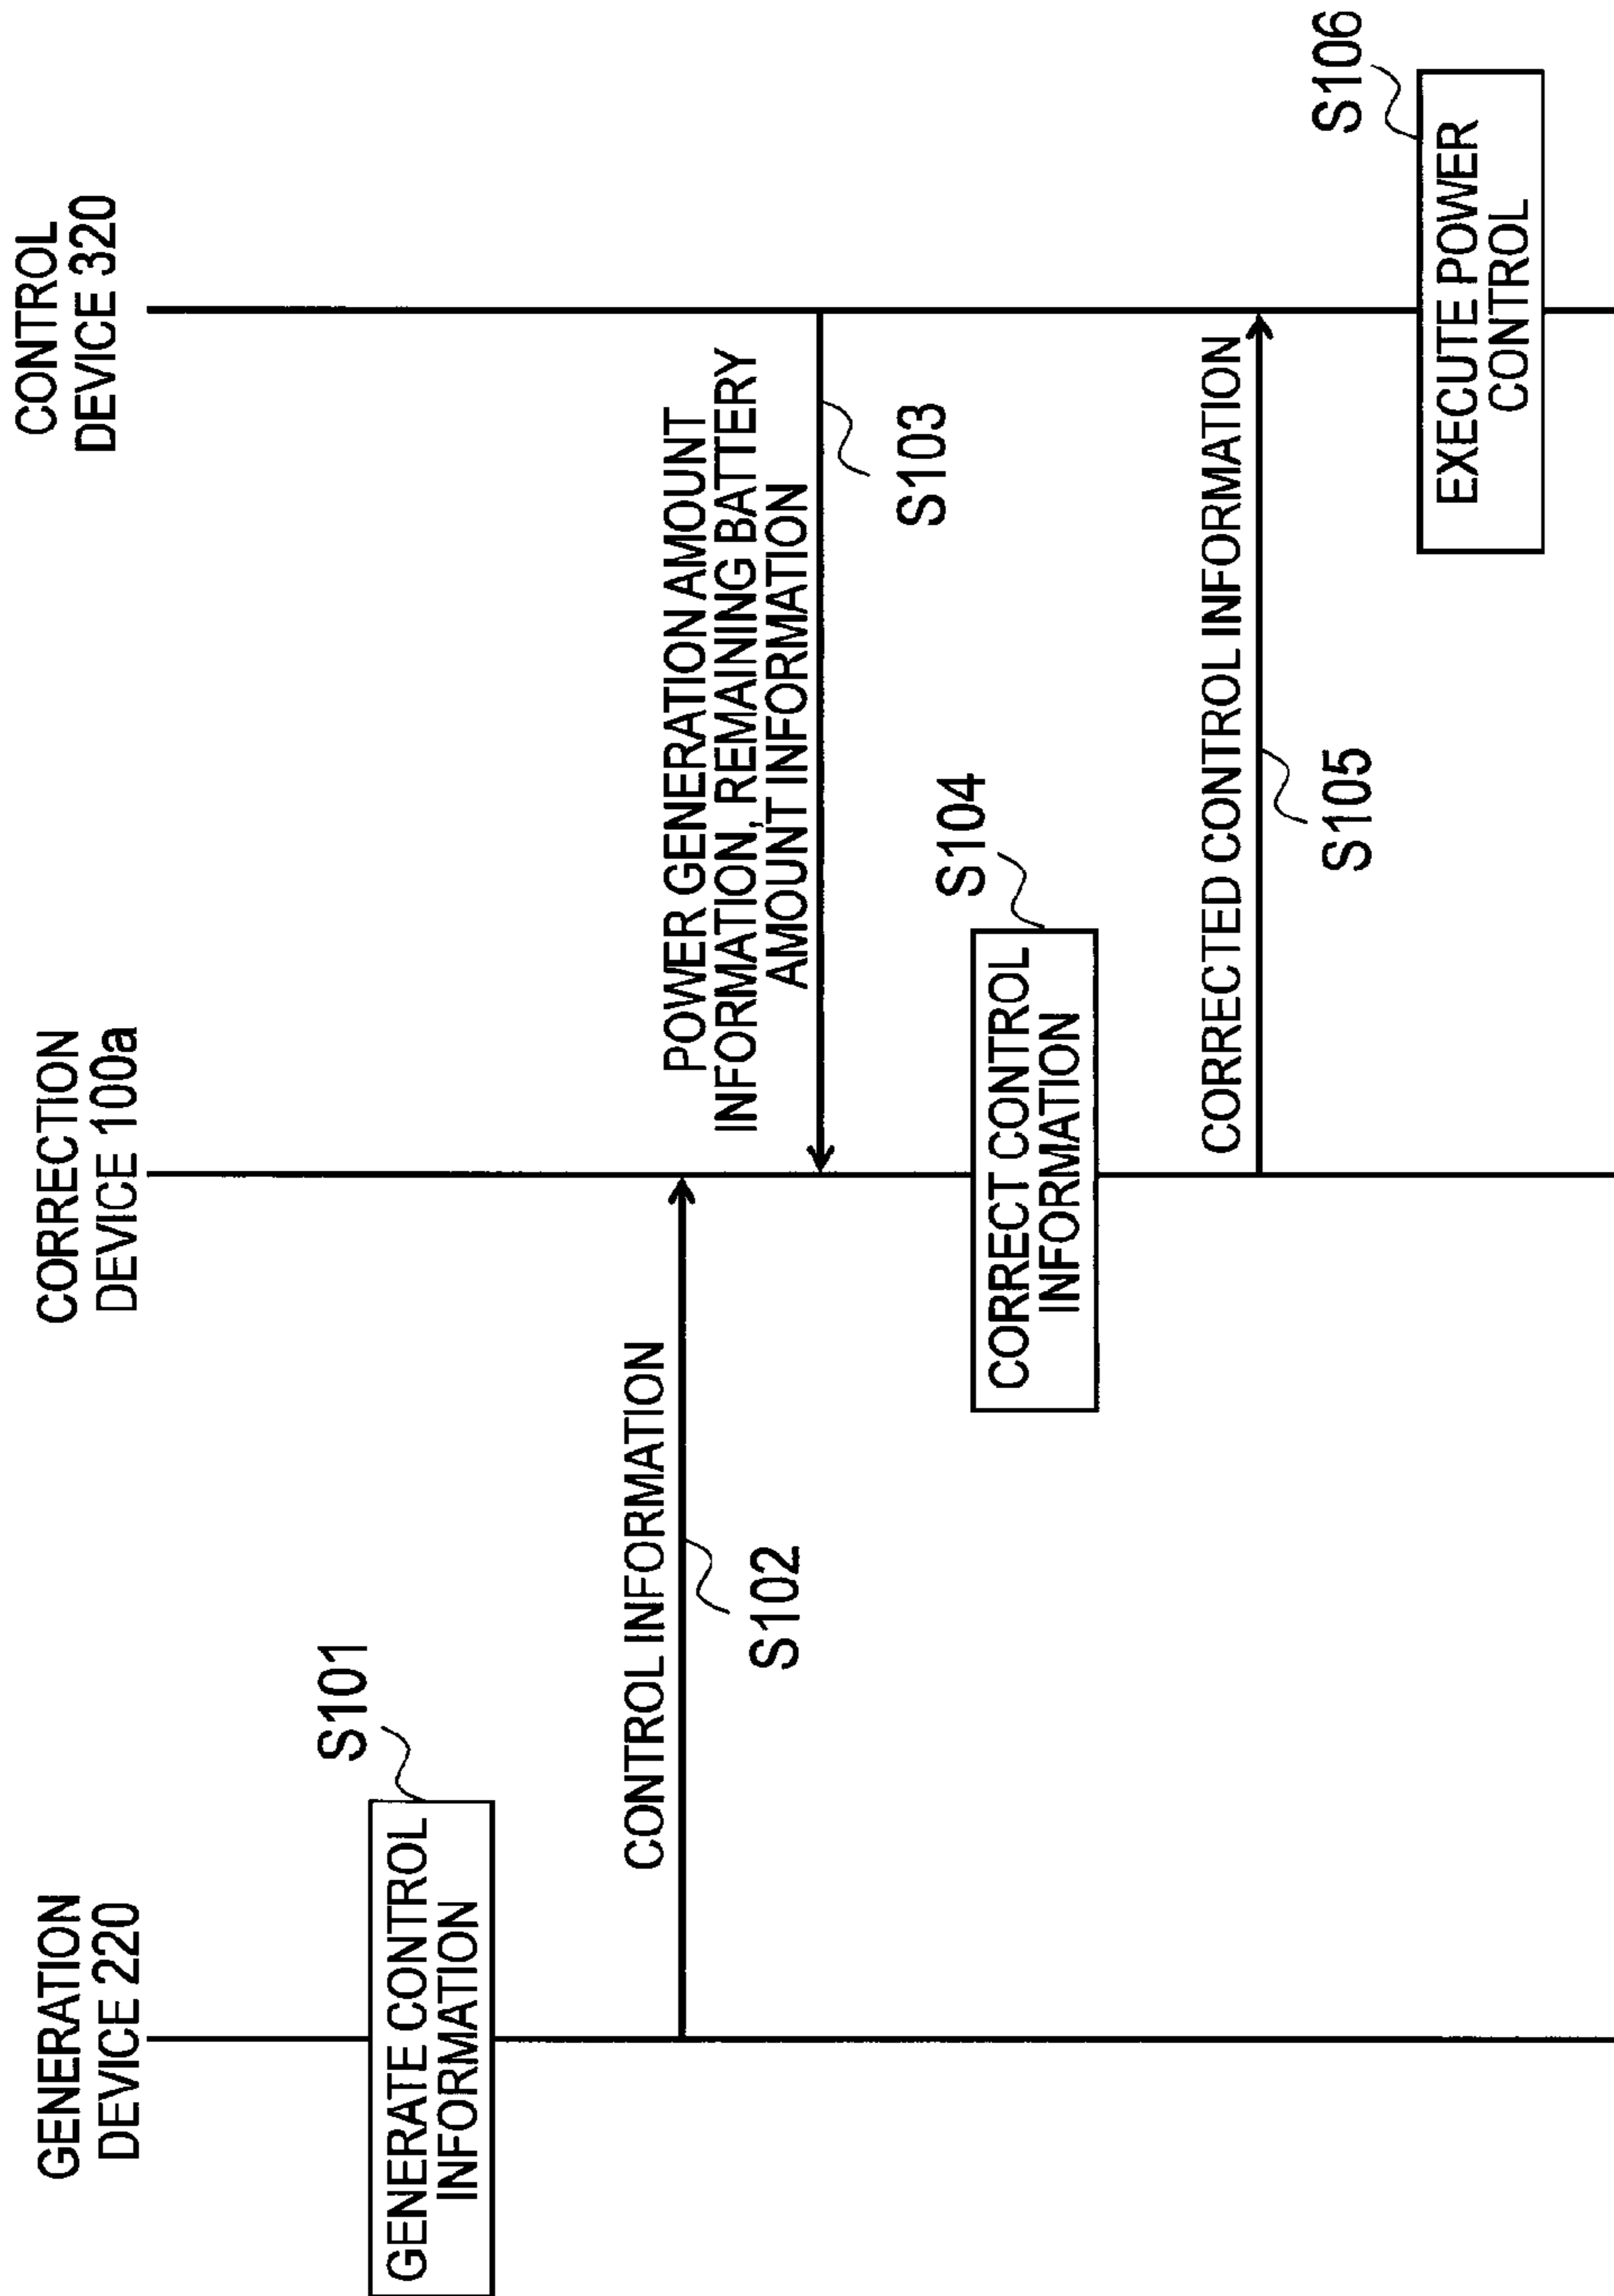 GENERATION
DEVICE 220
CORRECTION
DEVICE 100a
CONTROL
DEVICE 320
S101
GENERATE CONTROL
INFORMATION
CONTROL INFORMATION
S102
POWER GENERATION AMOUNT
INFORMATION, REMAINING BATTERY
AMOUNT INFORMATION
S103
S104
CORRECT CONTROL
INFORMATION
CORRECTED CONTROL INFORMATION
S105
S106
EXECUTE POWER
CONTROL